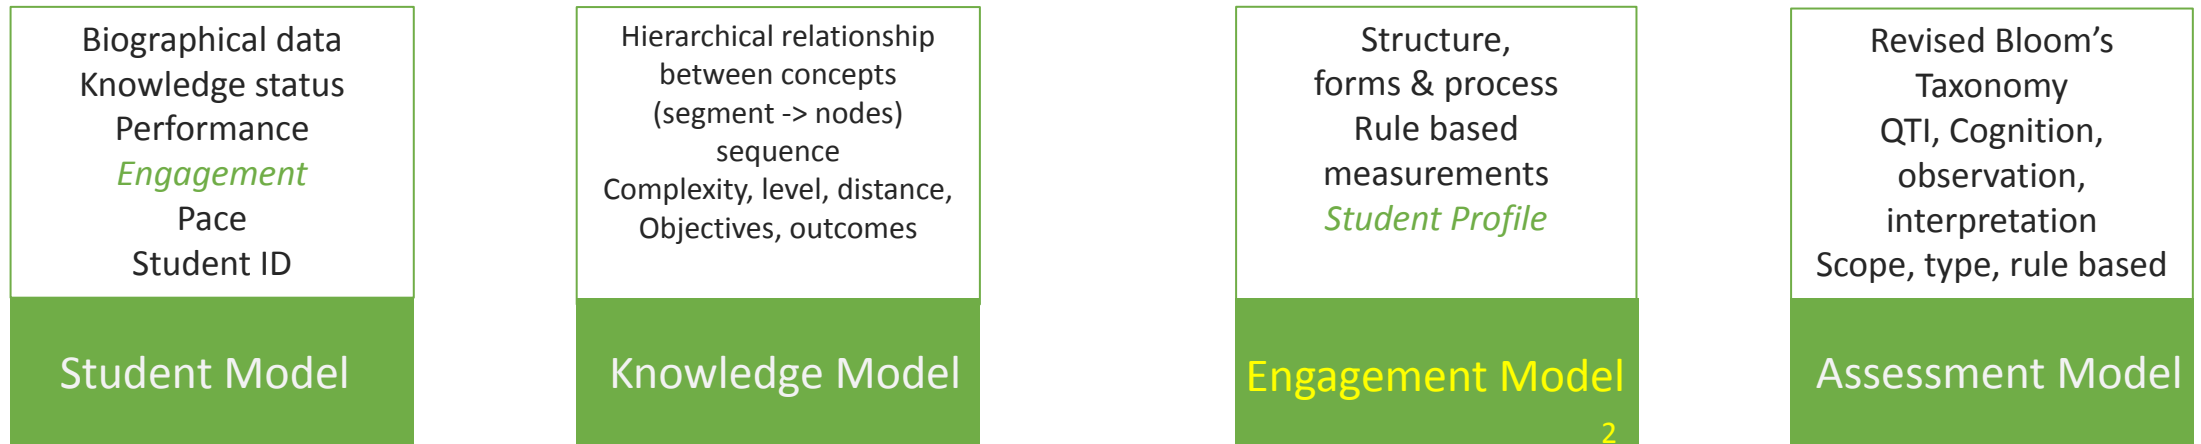 Biographical data
Knowledge status
Performance
Engagement
Pace
Student ID
Student Model
Hierarchical relationship
between concepts
(segment -> nodes)
sequence
Complexity, level, distance,
Objectives, outcomes
Knowledge Model
Structure,
forms & process
Rule based
measurements
Student Profile
Engagement Model
2
Revised Bloom’s
Taxonomy
QTI, Cognition,
observation,
interpretation
Scope, type, rule based
Assessment Model